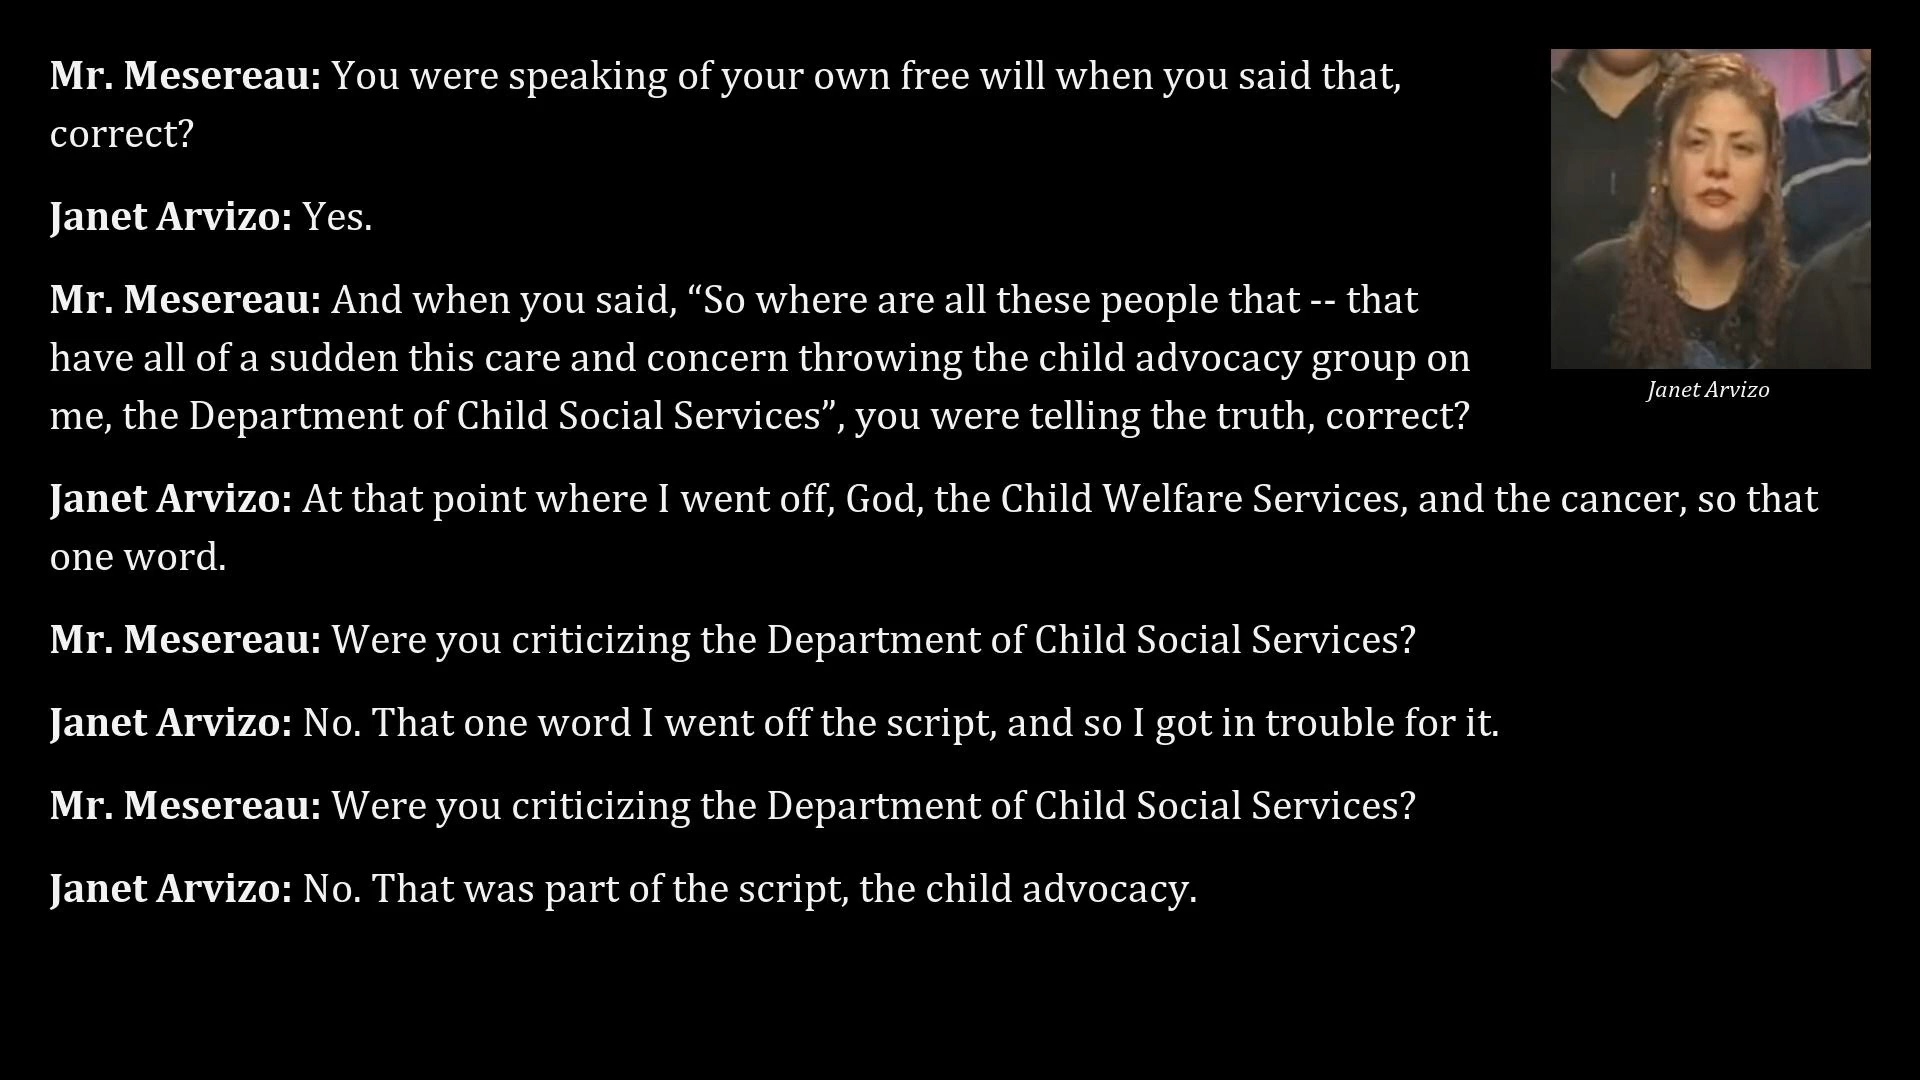 Mr. Mesereau: You were speaking of your own free will when you said that,
correct?
Janet Arvizo: Yes.
Mr. Mesereau: And when you said, “So where are all these people that -- that
have all of a sudden this care and concern throwing the child advocacy group on
me, the Department of Child Social Services”, you were telling the truth, correct?
Janet Arvizo
Janet Arvizo: At that point where I went off, God, the Child Welfare Services, and the cancer, so that
one word.
Mr. Mesereau: Were you criticizing the Department of Child Social Services?
Janet Arvizo: No. That one word I went off the script, and so I got in trouble for it.
Mr. Mesereau: Were you criticizing the Department of Child Social Services?
Janet Arvizo: No. That was part of the script, the child advocacy.